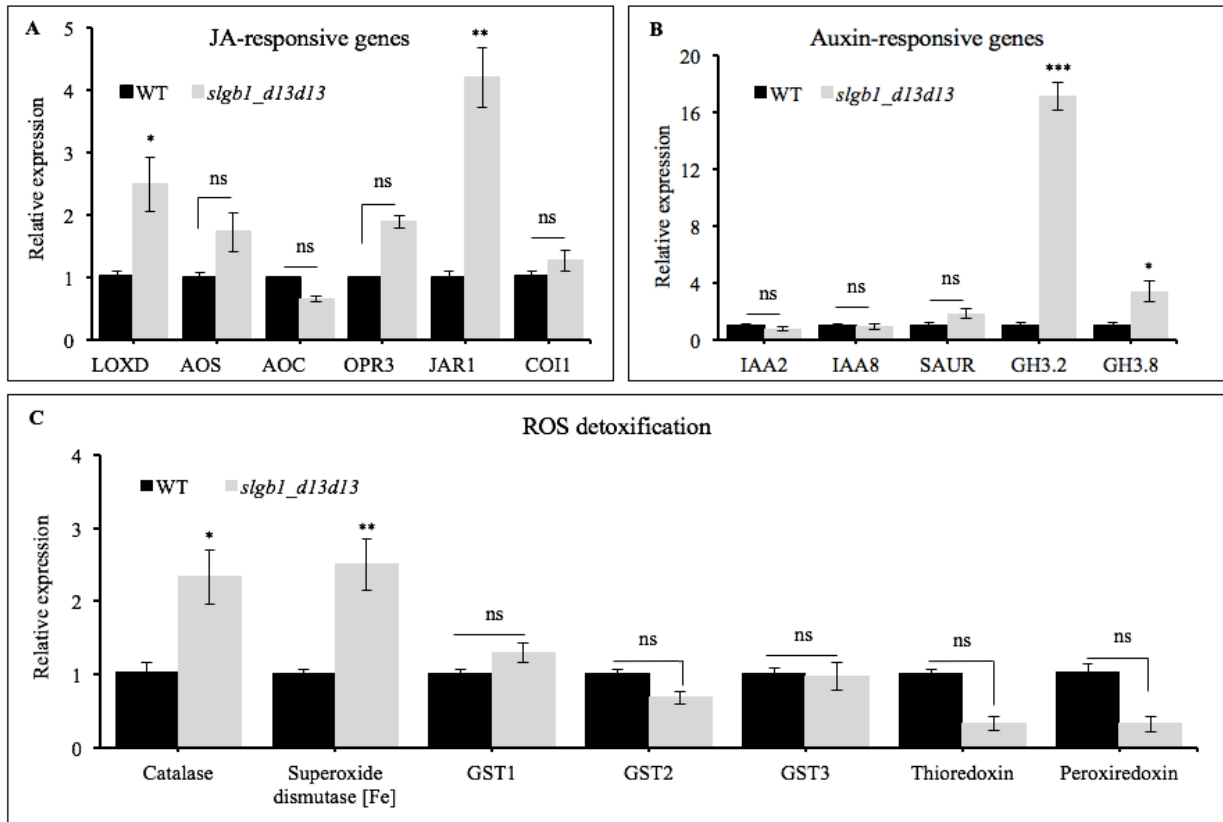 A
JA-responsive genes
WT
slgb1_d13d13
Relative expression
5
4
3
2
1
0
*
ns
ns
ns
**
ns
LOXD AOS AOC OPR3 JAR1 COI1
B
Auxin-responsive genes
WT
slgb1_d13d13
Relative expression
20
16
12
8
4
0
ns
ns
ns
***
*
IAA2 IAA8 SAUR GH3.2 GH3.8
C
ROS detoxification
WT
slgb1_d13d13
Relative expression
4
3
2
1
0
*
**
ns
ns
ns
ns
ns
Catalase Superoxide GST1 GST2 GST3 Thioredoxin Peroxiredoxin
dismutase [Fe]